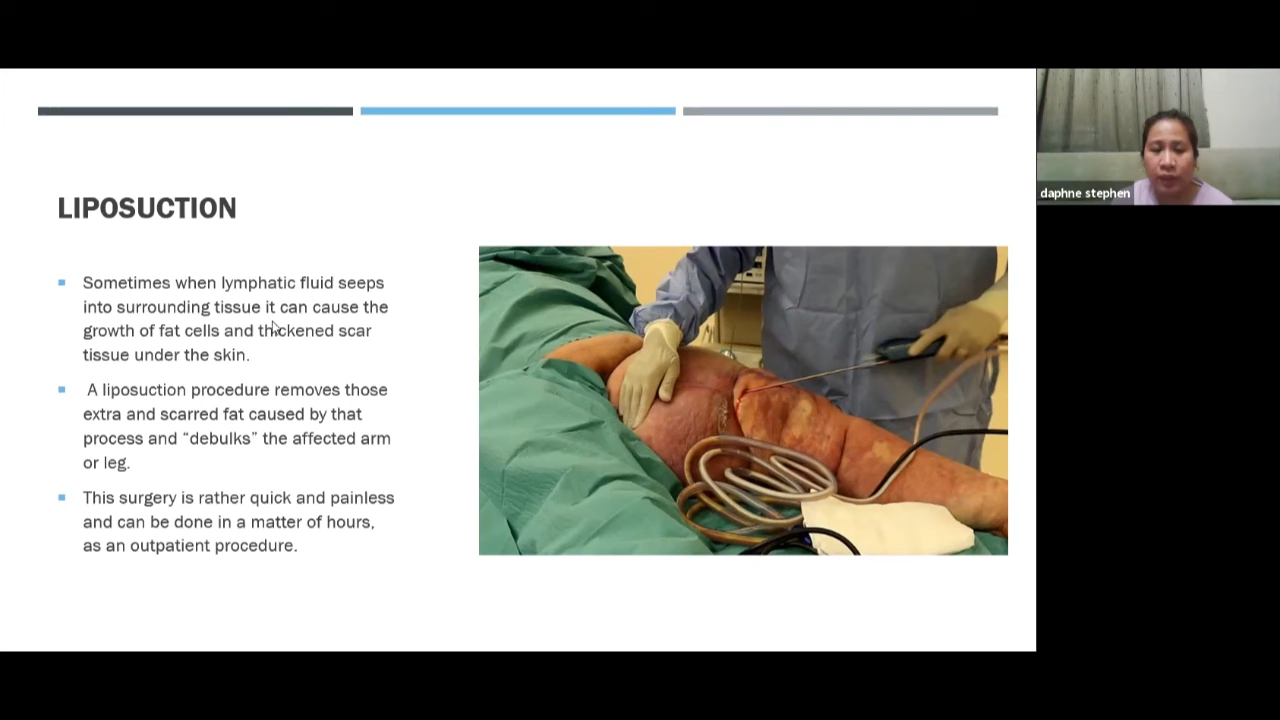 LIPOSUCTION
Sometimes when lymphatic fluid seeps
into surrounding tissue it can cause the
growth of fat cells and thickened scar
tissue under the skin.
A liposuction procedure removes those
extra and scarred fat caused by that
process and “debulks” the affected arm
or leg.
This surgery is rather quick and painless
and can be done in a matter of hours,
as an outpatient procedure.
daphne stephen